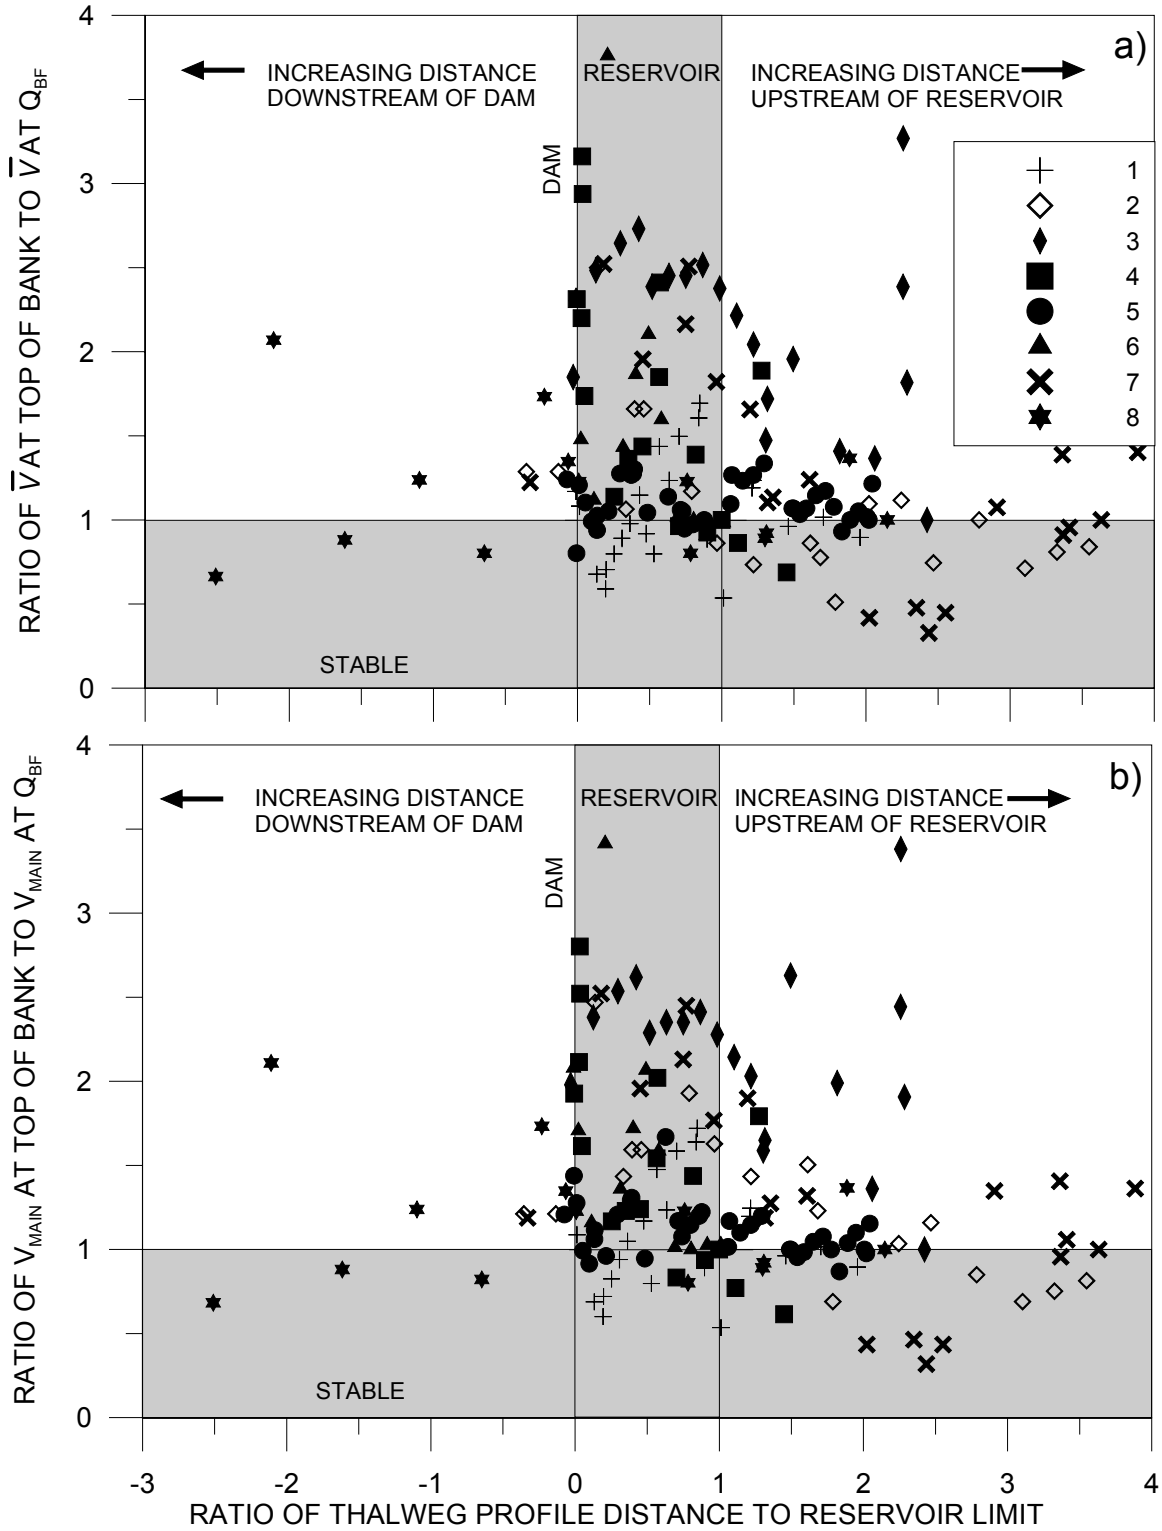 4
3
2
1
0
RATIO OF V̅ AT TOP OF BANK TO V̅ AT Q_BF
INCREASING DISTANCE
DOWNSTREAM OF DAM
DAM
RESERVOIR
INCREASING DISTANCE
UPSTREAM OF RESERVOIR
a)
1
2
3
4
5
6
7
8
STABLE
4
3
2
1
0
RATIO OF V_MAIN AT TOP OF BANK TO V_MAIN AT Q_BF
INCREASING DISTANCE
DOWNSTREAM OF DAM
DAM
RESERVOIR
INCREASING DISTANCE
UPSTREAM OF RESERVOIR
b)
STABLE
-3 -2 -1 0 1 2 3 4
RATIO OF THALWEG PROFILE DISTANCE TO RESERVOIR LIMIT